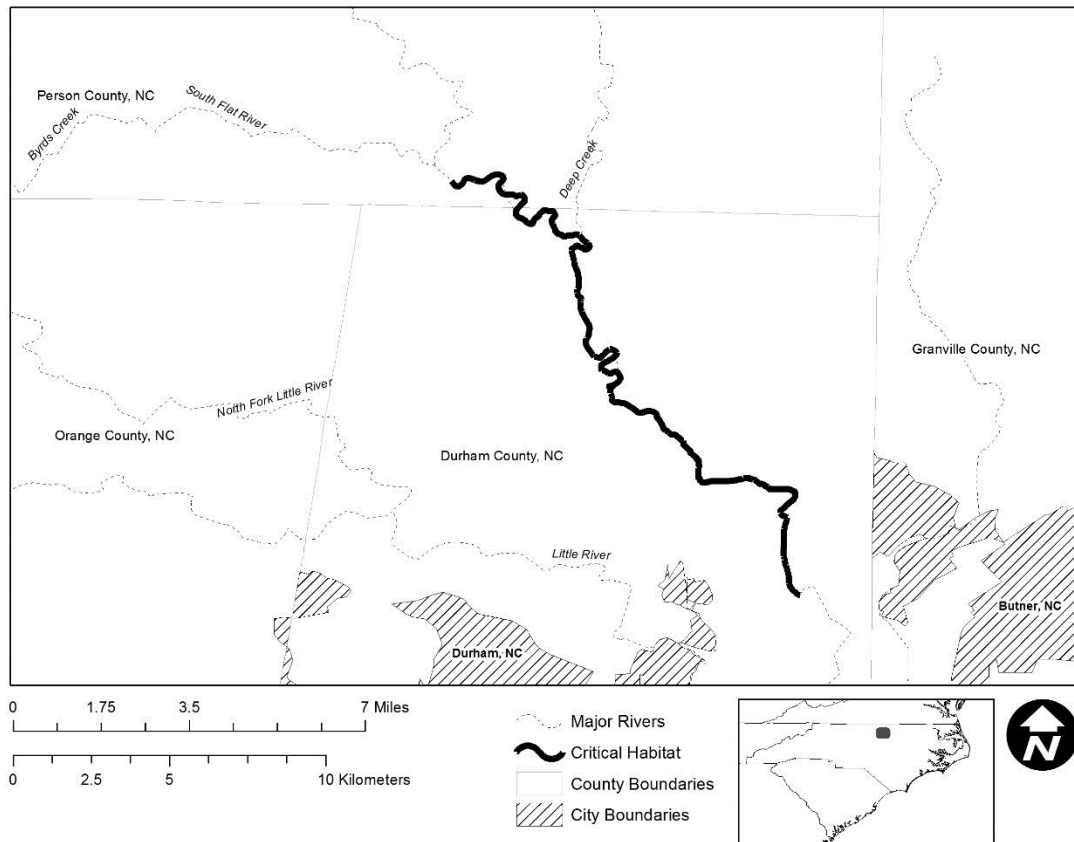 Person County, NC
South Flat River
Byrds Creek
Deep Creek
Granville County, NC
North Fork Little River
Orange County, NC
Durham County, NC
Little River
Butner, NC
Durham, NC
0 1.75 3.5 7 Miles
0 2.5 5 10 Kilometers
Major Rivers
Critical Habitat
County Boundaries
City Boundaries
N